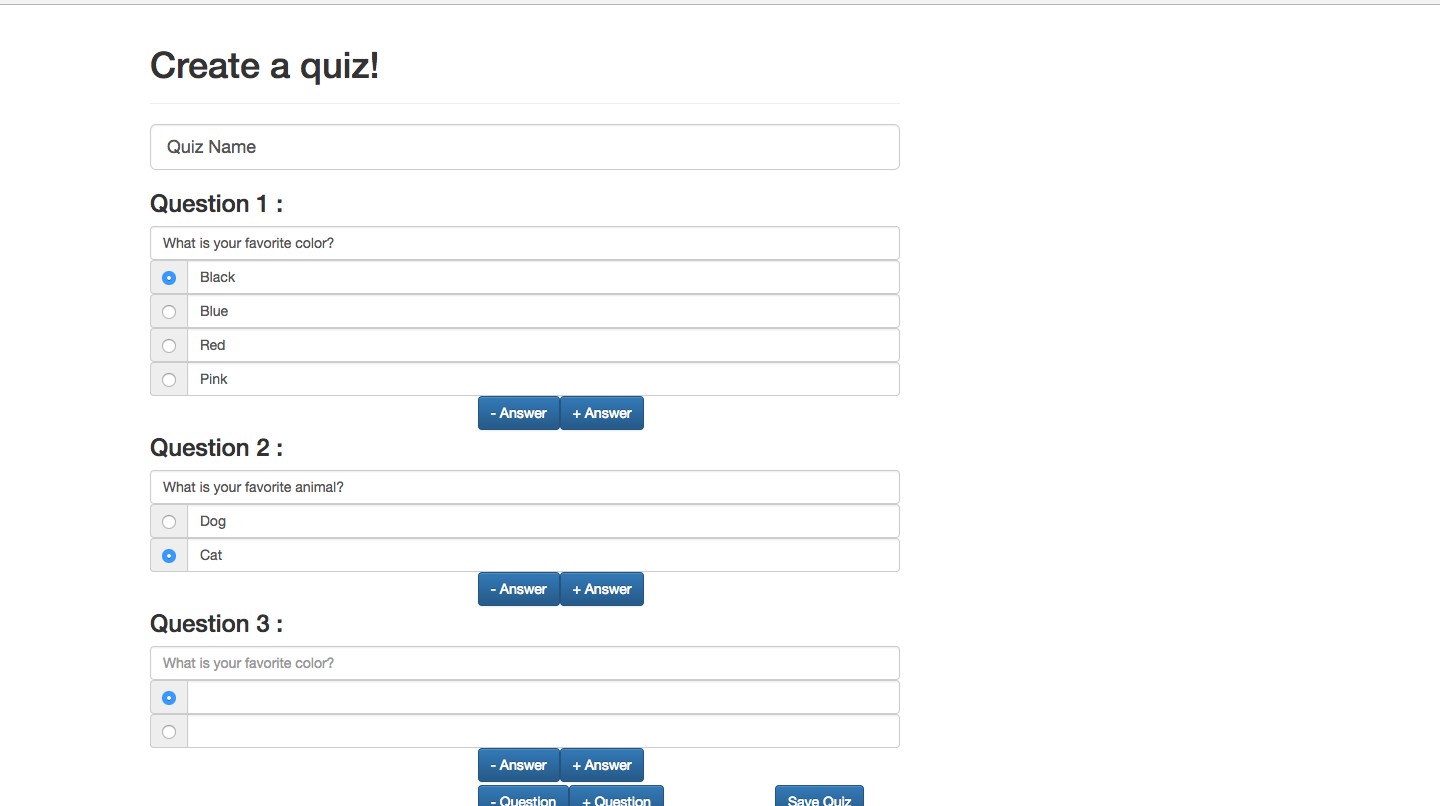 Create a quiz!
Quiz Name
Question 1 :
What is your favorite color?
Black
Blue
Red
Pink
- Answer + Answer
Question 2 :
What is your favorite animal?
Dog
Cat
- Answer + Answer
Question 3 :
What is your favorite color?
- Answer + Answer
- Question + Question Save Quiz